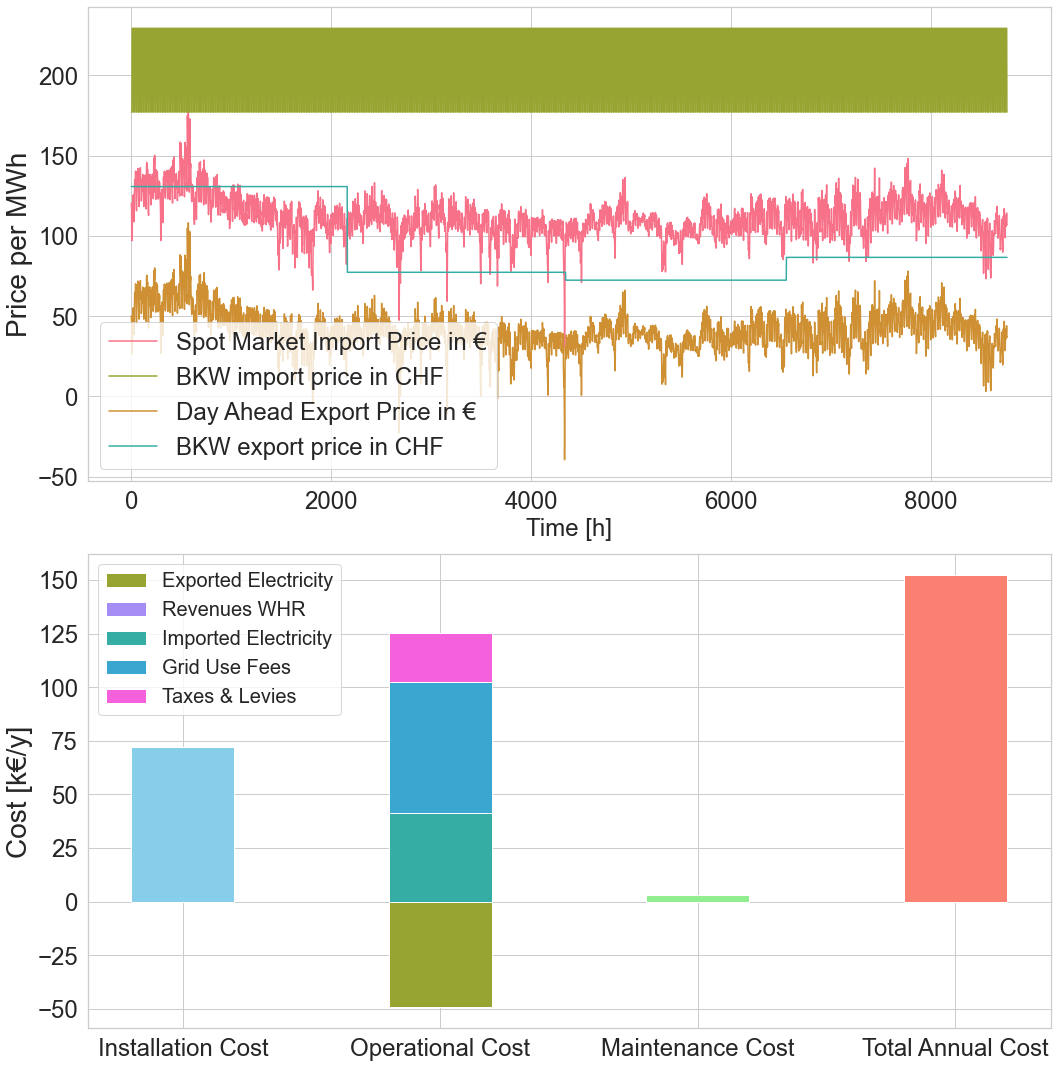 Price per MWh
200
150
100
50
0
−50
Spot Market Import Price in €
BKW import price in CHF
Day Ahead Export Price in €
BKW export price in CHF
0 2000 4000 6000 8000
Time [h]
Cost [k€/y]
150
125
100
75
50
25
0
−25
−50
Exported Electricity
Revenues WHR
Imported Electricity
Grid Use Fees
Taxes & Levies
Installation Cost Operational Cost Maintenance Cost Total Annual Cost